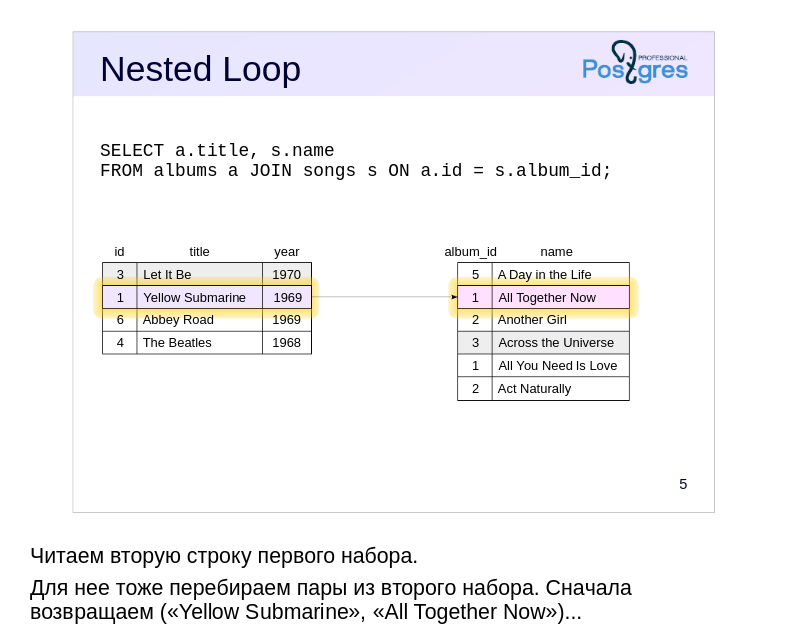 Nested Loop
PROFESSIONAL
Postgres
SELECT a.title, s.name
FROM albums a JOIN songs s ON a.id = s.album_id;
id title year
3 Let It Be 1970
1 Yellow Submarine 1969
6 Abbey Road 1969
4 The Beatles 1968
album_id name
5 A Day in the Life
1 All Together Now
2 Another Girl
3 Across the Universe
1 All You Need Is Love
2 Act Naturally
5
Читаем вторую строку первого набора.
Для нее тоже перебираем пары из второго набора. Сначала
возвращаем («Yellow Submarine», «All Together Now»)...